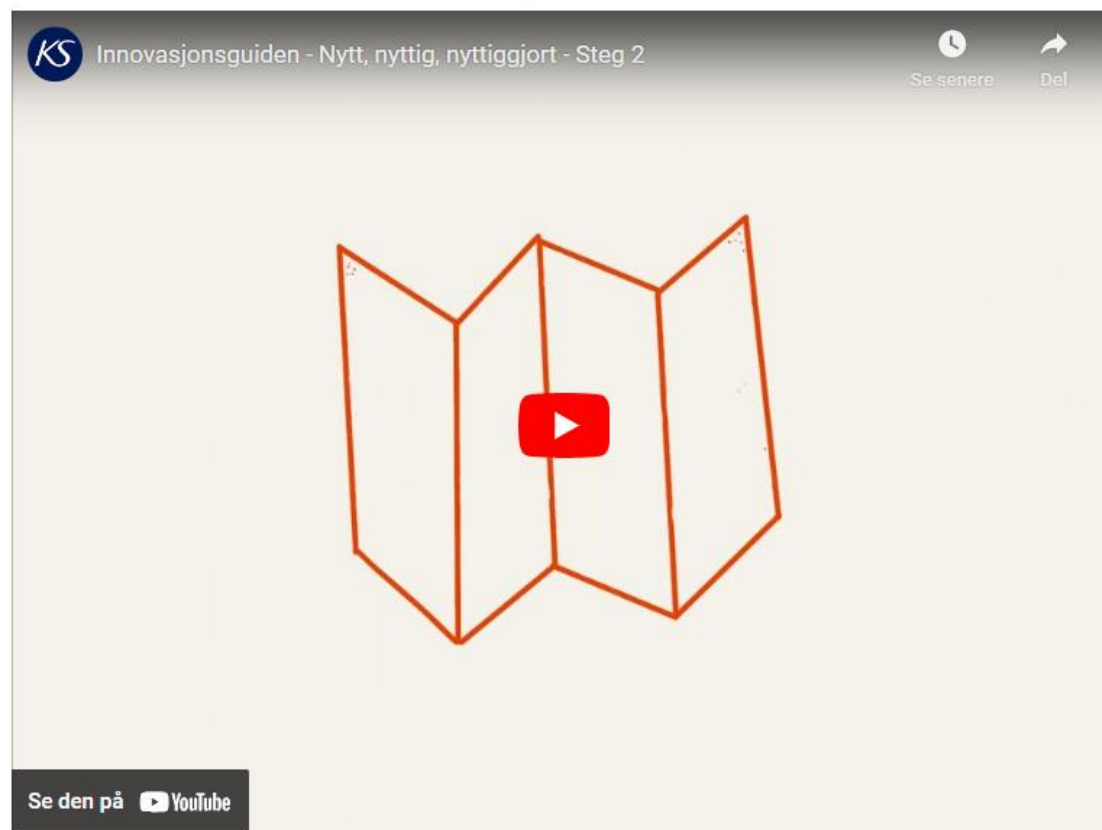 KS
Innovasjonsguiden - Nytt, nyttig, nyttiggjort - Steg 2
Se senere
Del
Se den på YouTube